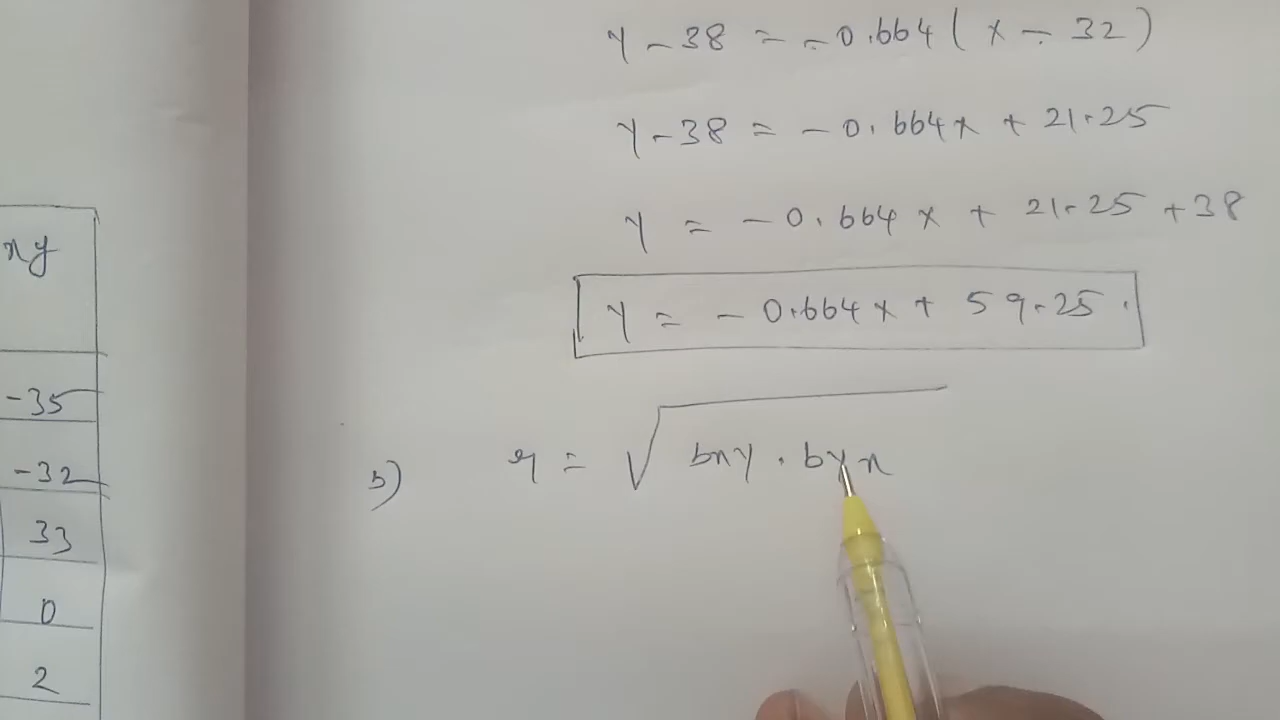 y - 38 = - 0.664 ( x - 32 )
y - 38 = - 0.664x + 21.25
y = - 0.664 x + 21.25 + 38
y = - 0.664x + 59.25 .
b) r = √ bxy . byx
xy
-35
-32
33
0
2